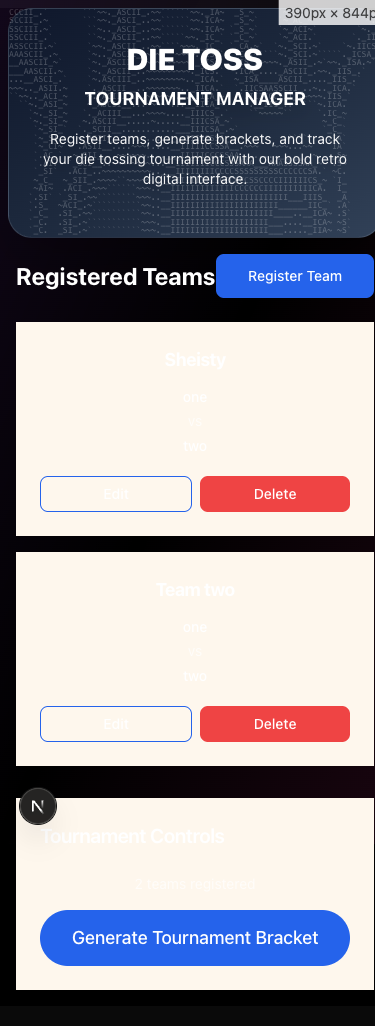 390px × 844p
DIE TOSS
TOURNAMENT MANAGER
Register teams, generate brackets, and track
your die tossing tournament with our bold retro
digital interface.
Registered Teams
Register Team
Sheisty
one
two
Edit
Delete
Team two
one
vs
two
Edit
Delete
N
Tournament Controls
2 teams registered
Generate Tournament Bracket